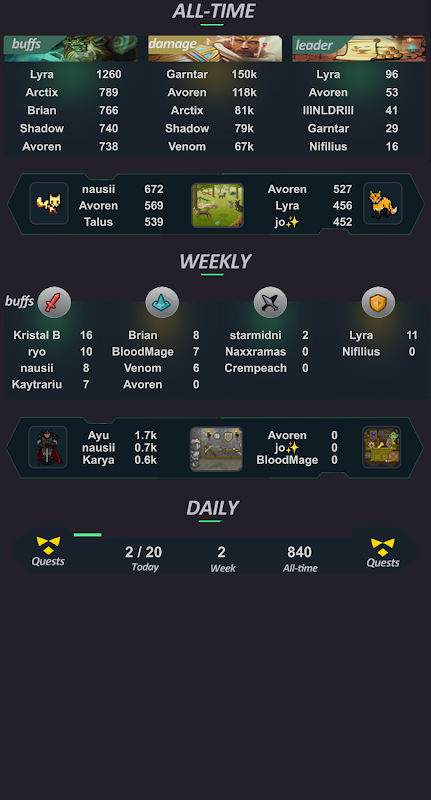 ALL-TIME
buffs damage leader
Lyra 1260 Garntar 150k Lyra 96
Arctix 789 Avoren 118k Avoren 53
Brian 766 Arctix 81k IIINLDRIII 41
Shadow 740 Shadow 79k Garntar 29
Avoren 738 Venom 67k Nifilius 16
nausii 672 Avoren 527
Avoren 569 Lyra 456
Talus 539 jo✨ 452
WEEKLY
buffs
Kristal B 16 Brian 8 starmidni 2 Lyra 11
ryo 10 BloodMage 7 Naxxramas 0 Nifilius 0
nausii 8 Venom 6 Crempeach 0
Kaytrariu 7 Avoren 0
Ayu 1.7k Avoren 0
nausii 0.7k jo✨ 0
Karya 0.6k BloodMage 0
DAILY
2 / 20 2 840
Quests Today Week All-time Quests